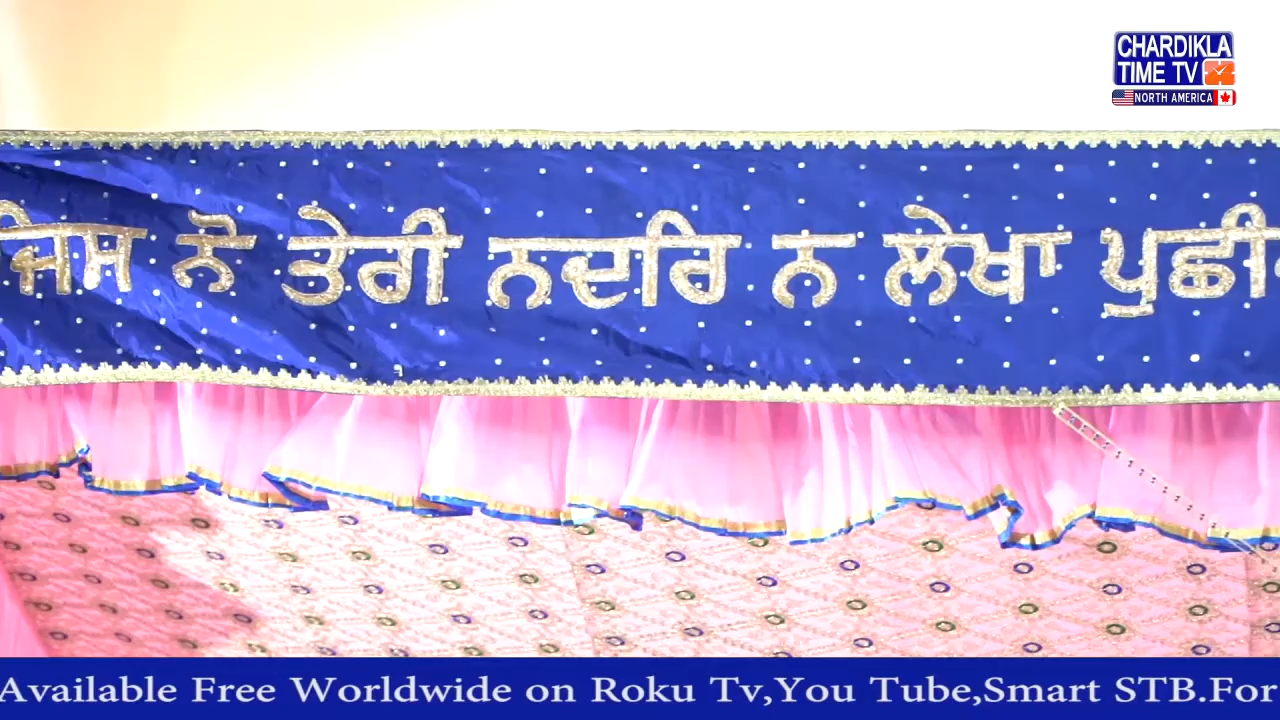 CHARDIKLA
TIME TV
NORTH AMERICA
ਜਿਸ ਨੋ ਤੇਰੀ ਨਦਰਿ ਨ ਲੇਖਾ
Available Free Worldwide on Roku Tv,You Tube,Smart STB.For